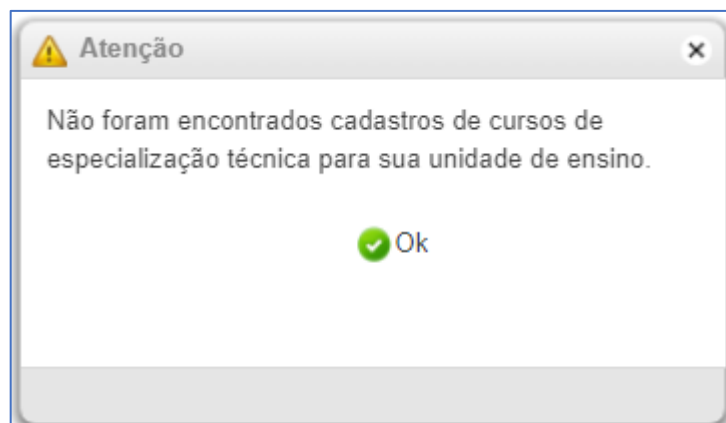 Atenção
Não foram encontrados cadastros de cursos de
especialização técnica para sua unidade de ensino.
Ok